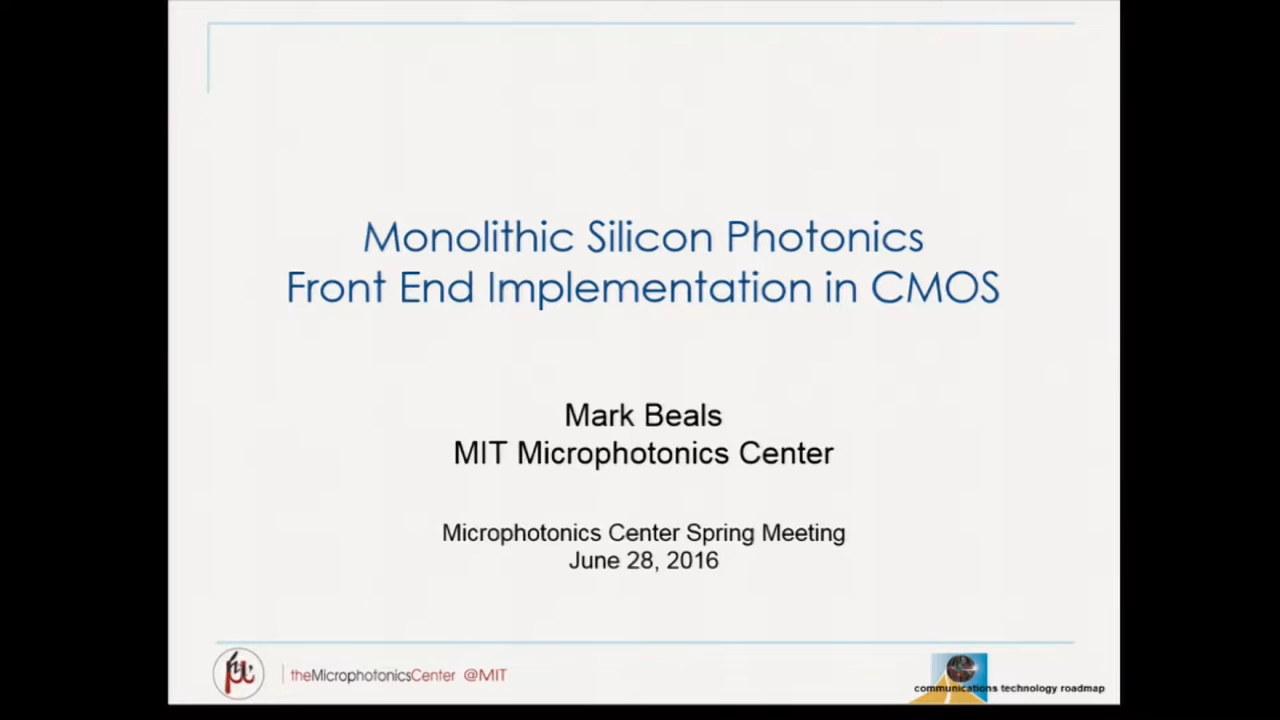 Monolithic Silicon Photonics
Front End Implementation in CMOS
Mark Beals
MIT Microphotonics Center
Microphotonics Center Spring Meeting
June 28, 2016
μ
theMicrophotonicsCenter @MIT
communications technology roadmap